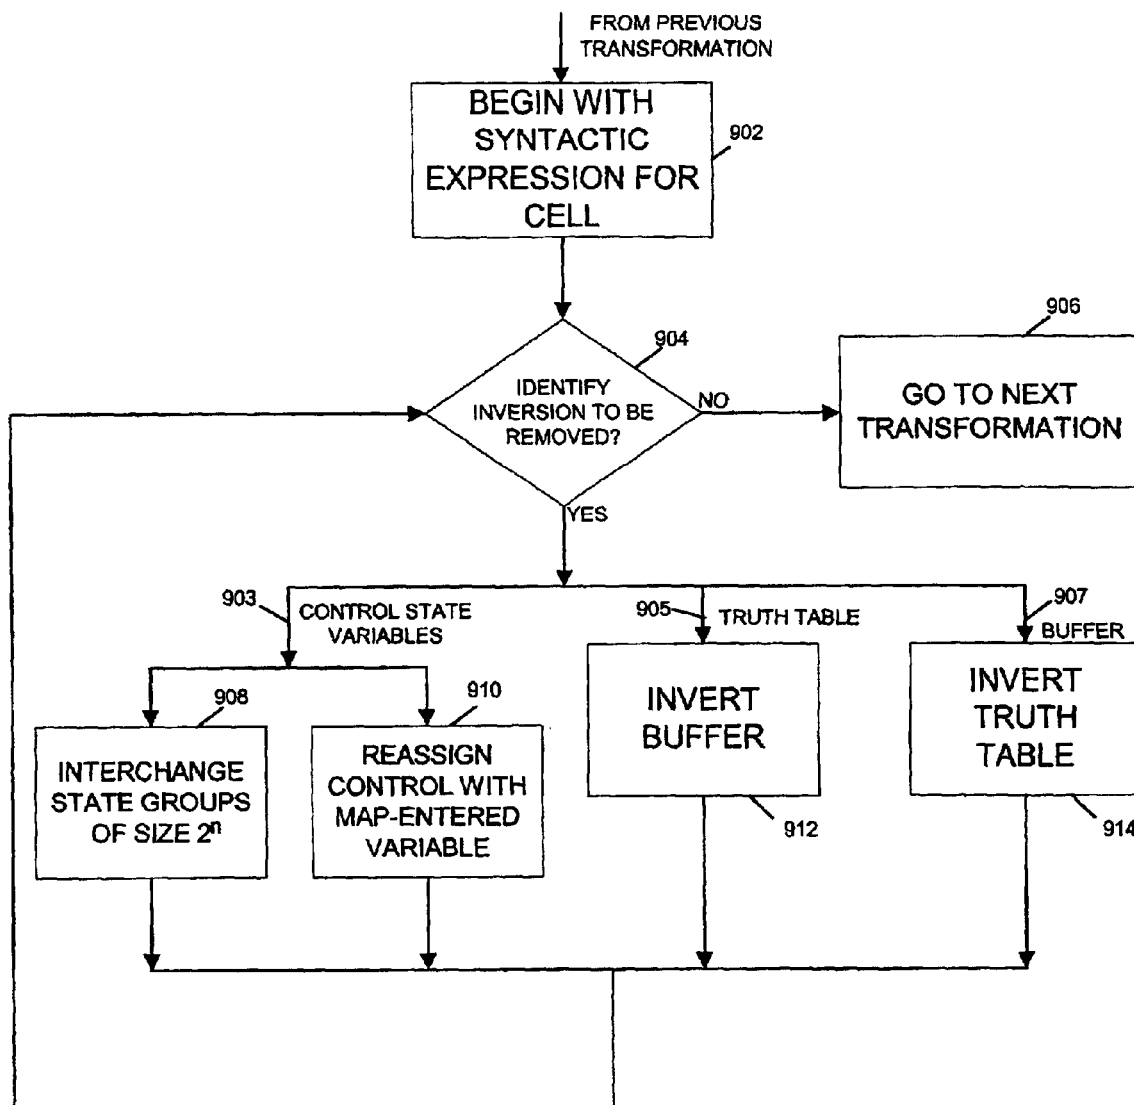 FROM PREVIOUS
TRANSFORMATION
BEGIN WITH
SYNTACTIC
EXPRESSION FOR
CELL
902
904
IDENTIFY
INVERSION TO BE
REMOVED?
NO
906
GO TO NEXT
TRANSFORMATION
YES
903
CONTROL STATE
VARIABLES
905
TRUTH TABLE
907
BUFFER
908
INTERCHANGE
STATE GROUPS
OF SIZE 2ⁿ
910
REASSIGN
CONTROL WITH
MAP-ENTERED
VARIABLE
INVERT
BUFFER
912
INVERT
TRUTH
TABLE
914